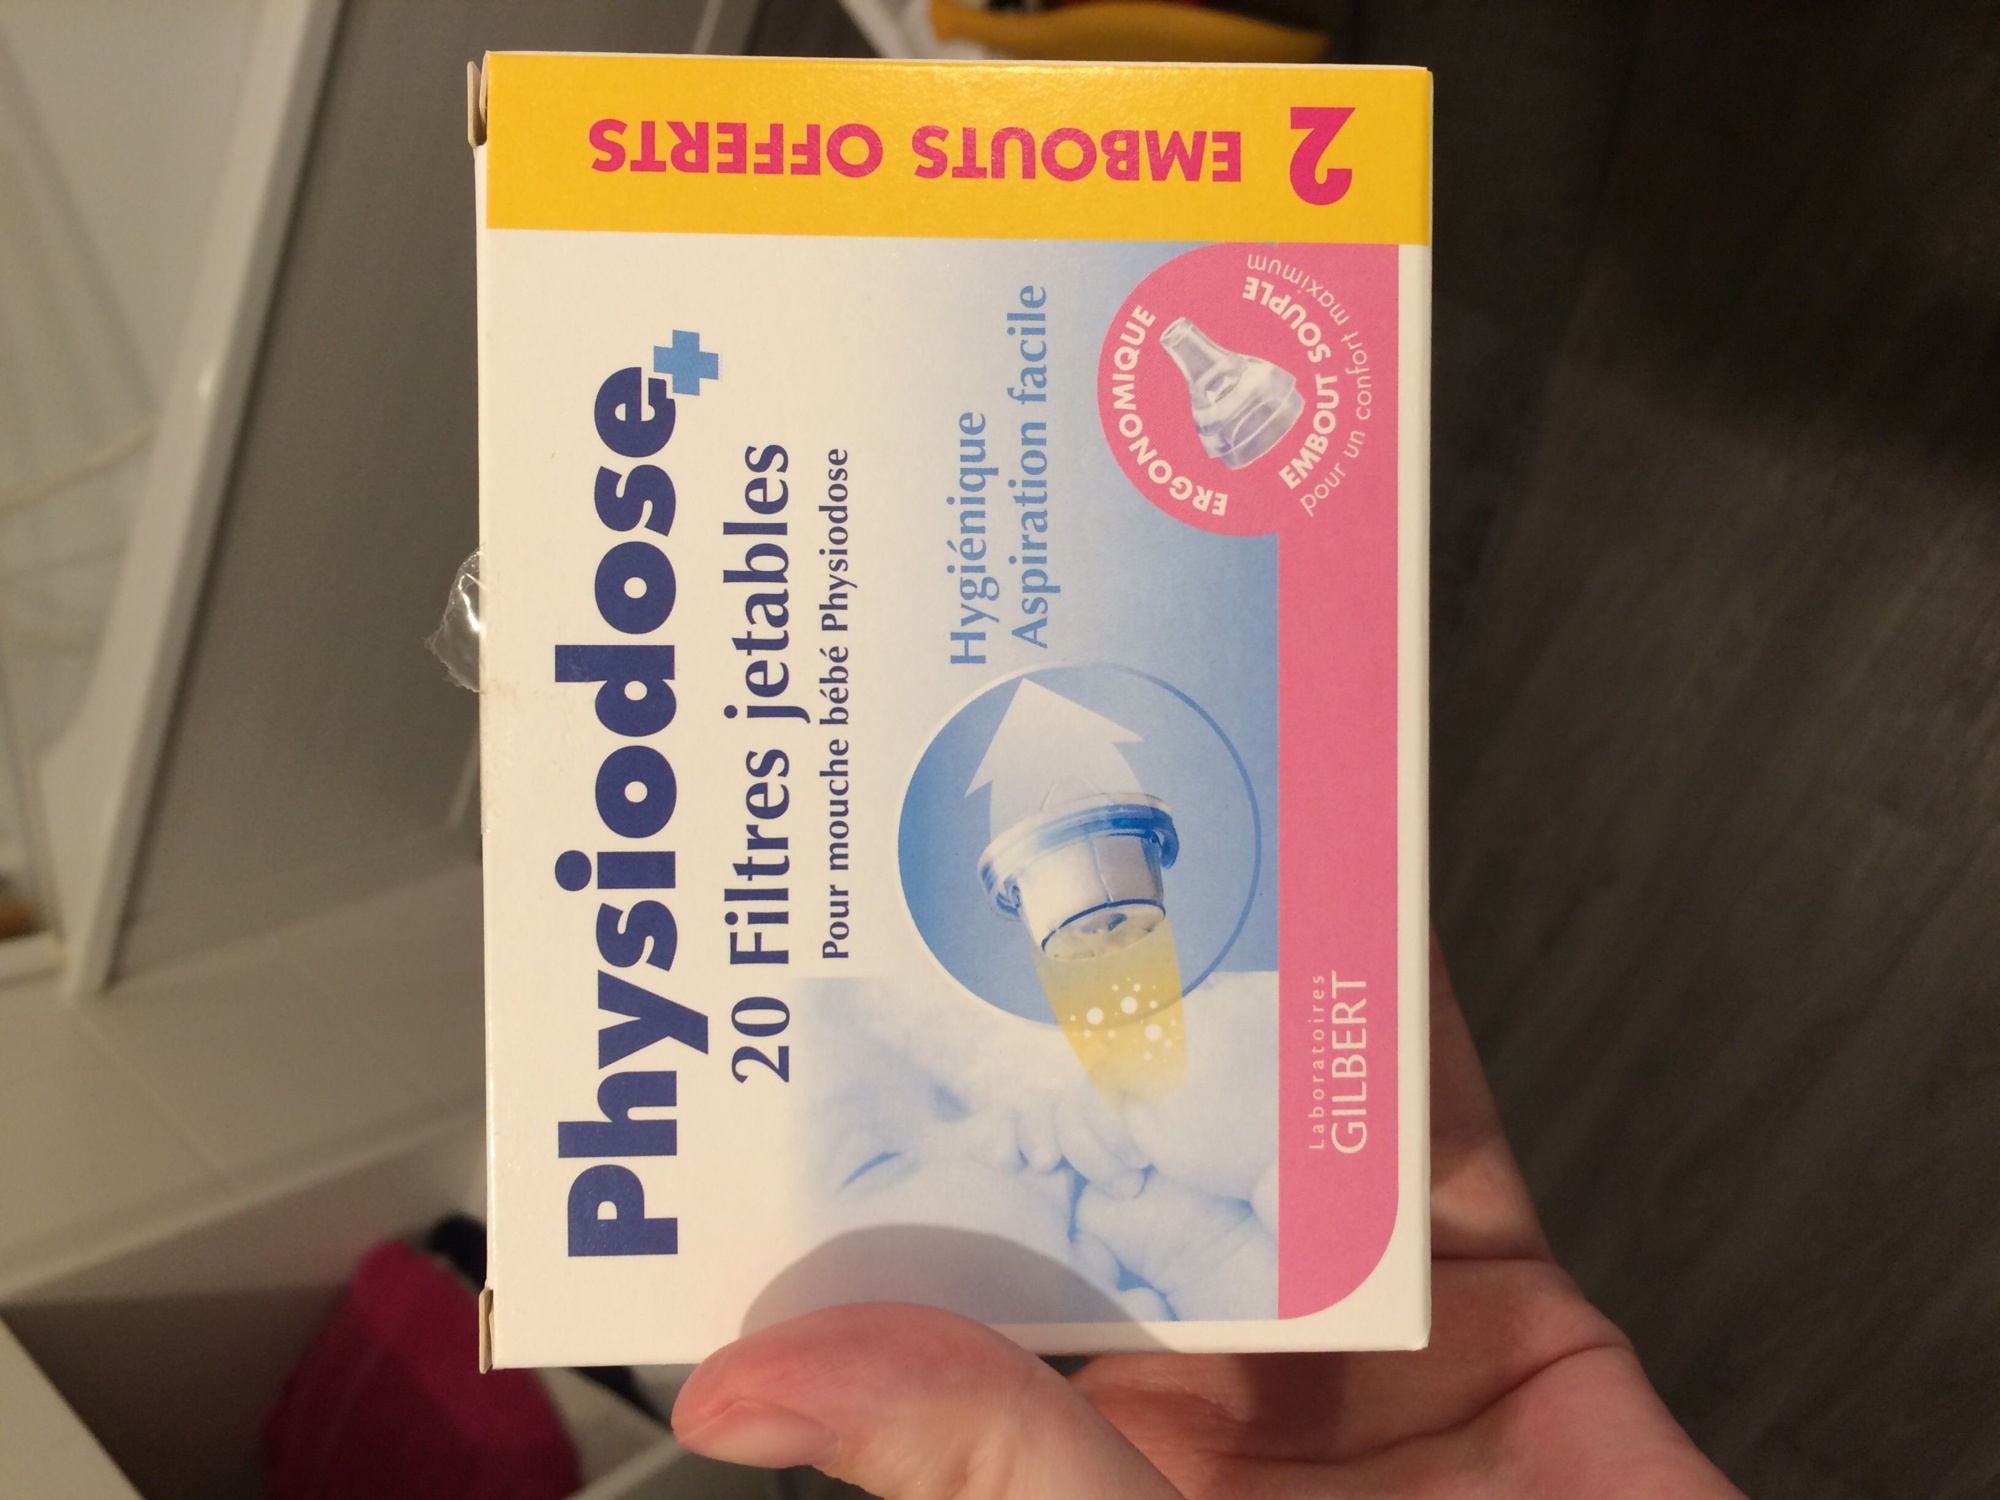 2 EMBOUTS OFFERTS
Physiodose
20 Filtres jetables
Pour mouche bébé Physiodose
Hygiénique
Aspiration facile
ERGONOMIQUE
EMBOUT SOUPLE
pour un confort maximum
Laboratoires
GILBERT